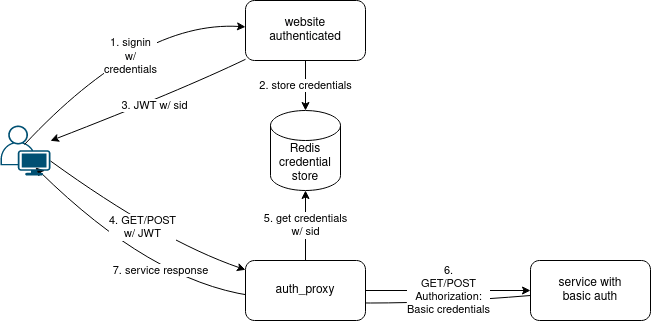 website
authenticated
1. signin
w/
credentials
2. store credentials
3. JWT w/ sid
Redis
credential
store
4. GET/POST
w/ JWT
5. get credentials
w/ sid
7. service response
auth_proxy
6.
GET/POST
Authorization:
Basic credentials
service with
basic auth